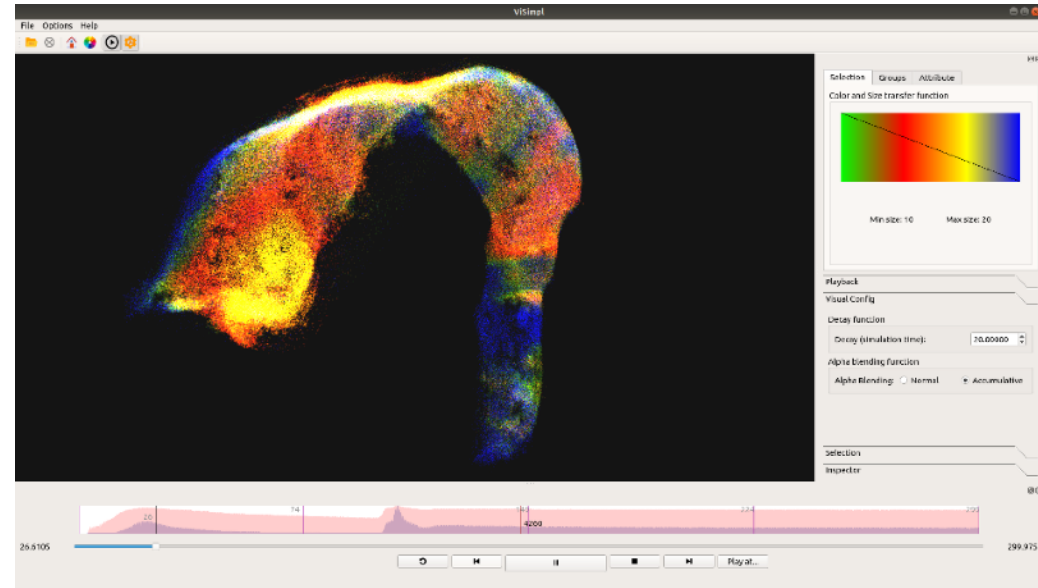 ViSimpl
File Options Help
Selection Groups Attribute
Color and Size transfer function
Min size: 10 Max size: 20
Playback
Visual Config
Decay function
Decay (simulation time): 20.00000
Alpha blending function
Alpha Blending: Normal Accumulative
Selection
Inspector
74
224
4260
26.6105
299.975
Play at...